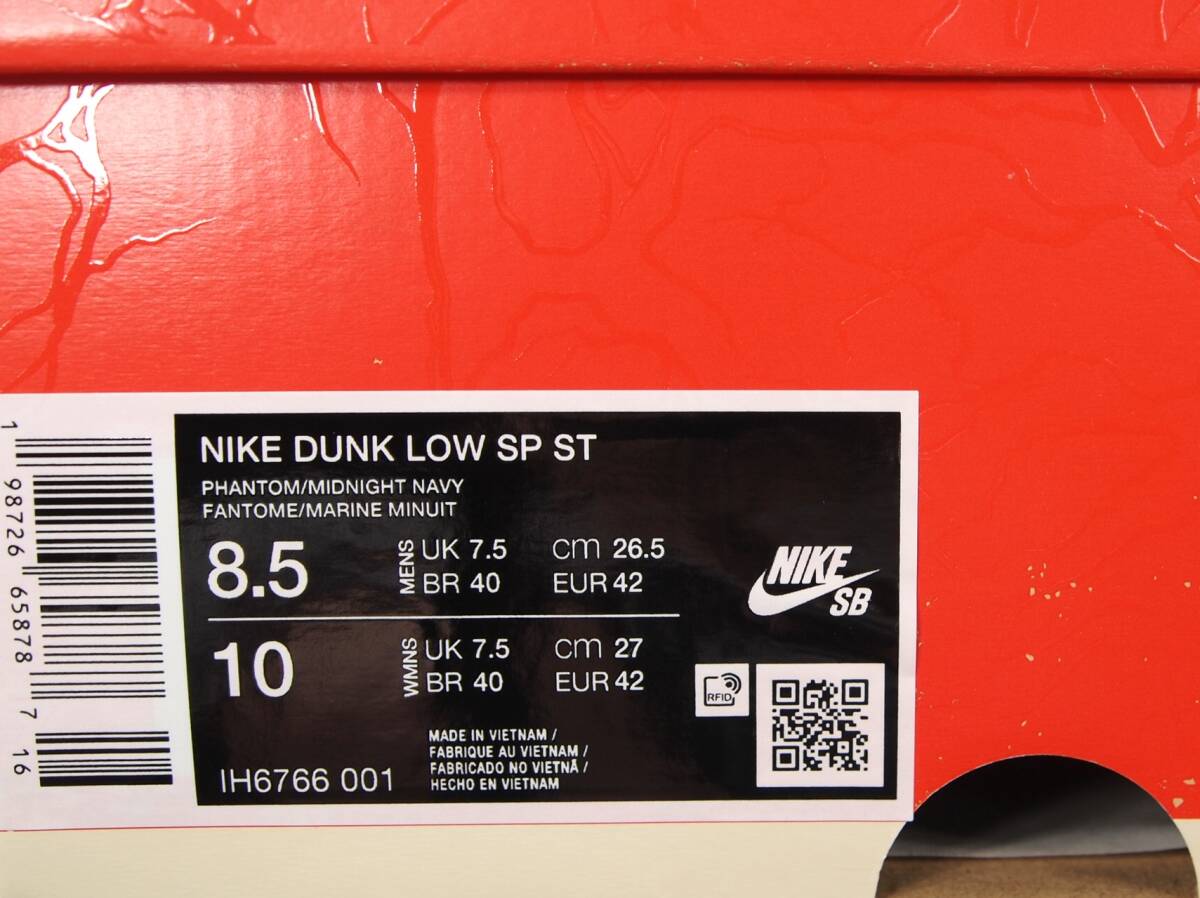 NIKE DUNK LOW SP ST
PHANTOM/MIDNIGHT NAVY
FANTOME/MARINE MINUIT
8.5 MENS UK 7.5 cm 26.5
BR 40 EUR 42
10 WMNS UK 7.5 cm 27
BR 40 EUR 42
NIKE
SB
RFID
MADE IN VIETNAM /
FABRIQUE AU VIETNAM /
FABRICADO NO VIETNÃ /
HECHO EN VIETNAM
IH6766 001
1 98726 65878 7 16